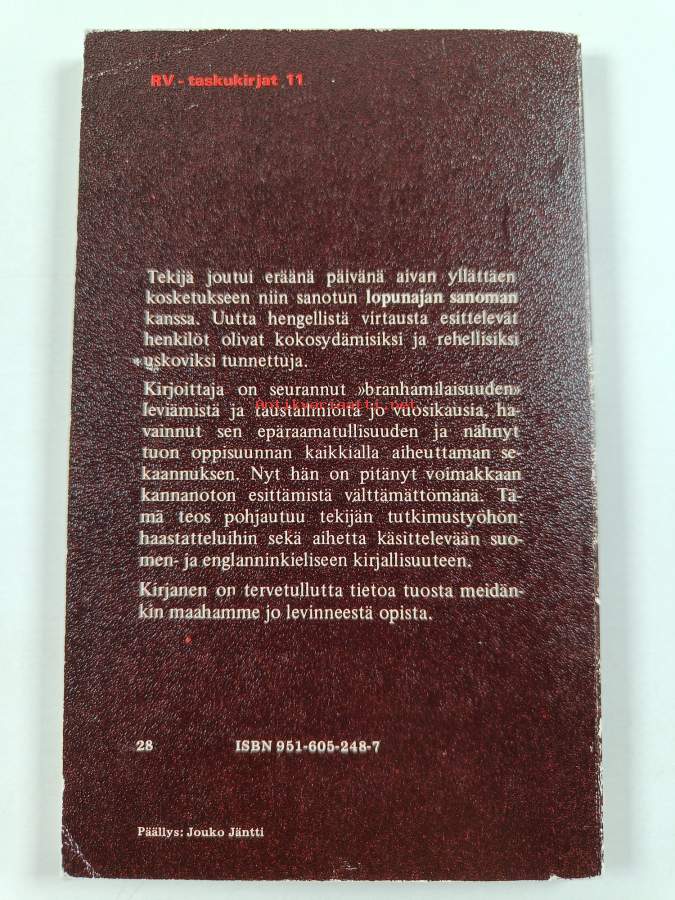 RV - taskukirjat 11
Tekijä joutui eräänä päivänä aivan yllättäen
kosketukseen niin sanotun lopunajan sanoman
kanssa. Uutta hengellistä virtausta esittelevät
henkilöt olivat kokosydämisiksi ja rehellisiksi
uskoviksi tunnettuja.
Kirjoittaja on seurannut »branhamilaisuuden»
antikvariaatti.net
leviämistä ja taustailmiöitä jo vuosikausia, ha-
vainnut sen epäraamatullisuuden ja nähnyt
tuon oppisuunnan kaikkialla aiheuttaman se-
kaannuksen. Nyt hän on pitänyt voimakkaan
kannanoton esittämistä välttämättömänä. Tä-
mä teos pohjautuu tekijän tutkimustyöhön:
haastatteluihin sekä aihetta käsittelevään suo-
men- ja englanninkieliseen kirjallisuuteen.
Kirjanen on tervetullutta tietoa tuosta meidän-
kin maahamme jo levinneestä opista.
28 ISBN 951-605-248-7
Päällys: Jouko Jäntti